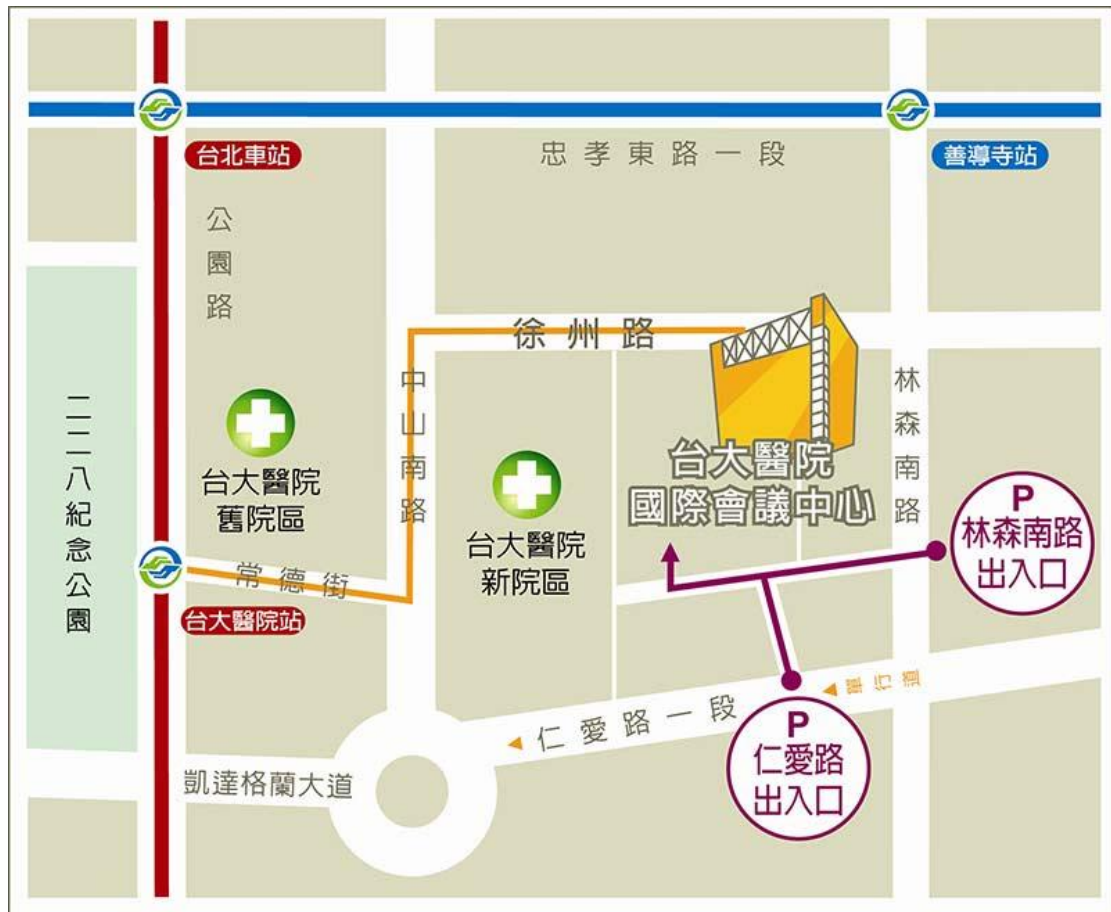 台北車站
忠孝東路一段
善導寺站
公園路
徐州路
中山南路
林森南路
二二八紀念公園
台大醫院
舊院區
台大醫院
新院區
台大醫院
國際會議中心
P
林森南路
出入口
常德街
台大醫院站
單行道
仁愛路一段
P
仁愛路
出入口
凱達格蘭大道